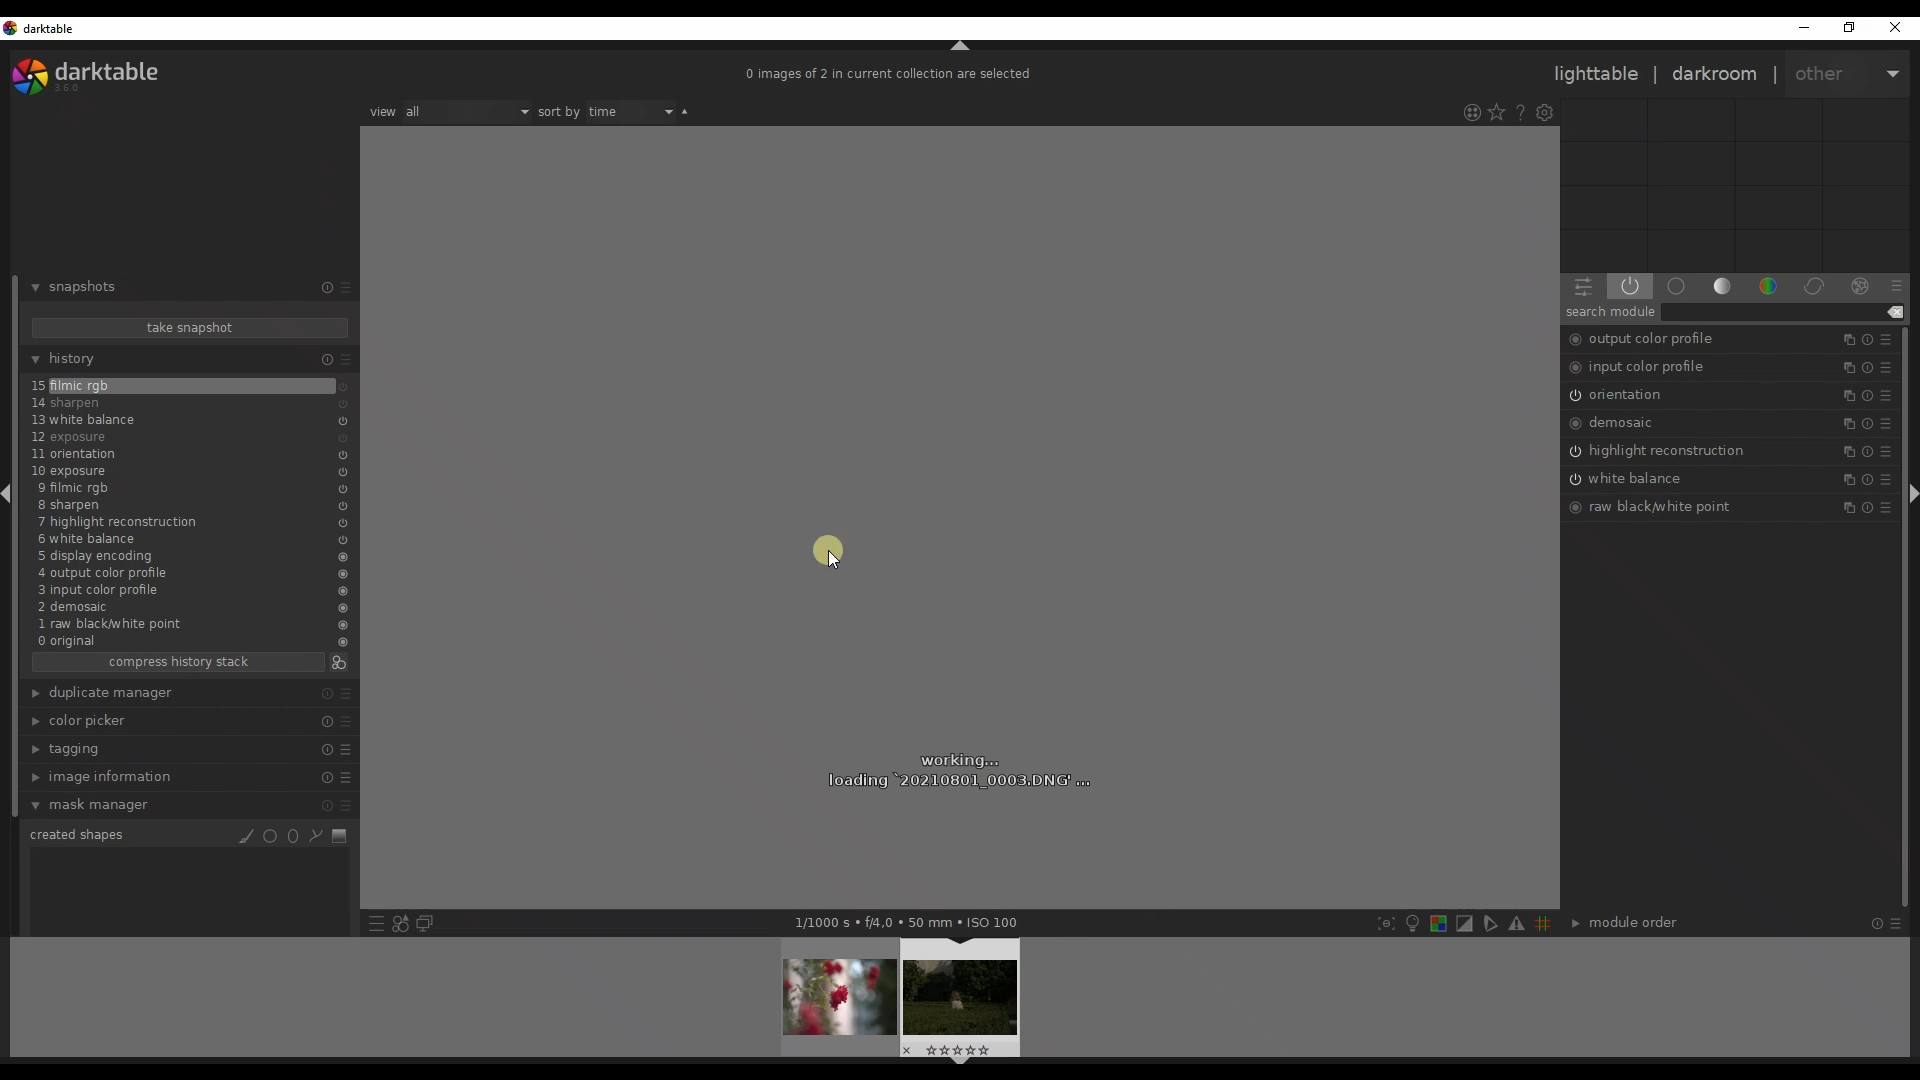 darktable
darktable
3.6.0
0 images of 2 in current collection are selected
lighttable | darkroom | other
view all sort by time
snapshots
take snapshot
history
15 filmic rgb
14 sharpen
13 white balance
12 exposure
11 orientation
10 exposure
9 filmic rgb
8 sharpen
7 highlight reconstruction
6 white balance
5 display encoding
4 output color profile
3 input color profile
2 demosaic
1 raw black/white point
0 original
compress history stack
duplicate manager
color picker
tagging
image information
mask manager
created shapes
working...
loading `20210801_0003.DNG' ...
1/1000 s • f/4,0 • 50 mm • ISO 100
search module
output color profile
input color profile
orientation
demosaic
highlight reconstruction
white balance
raw black/white point
module order